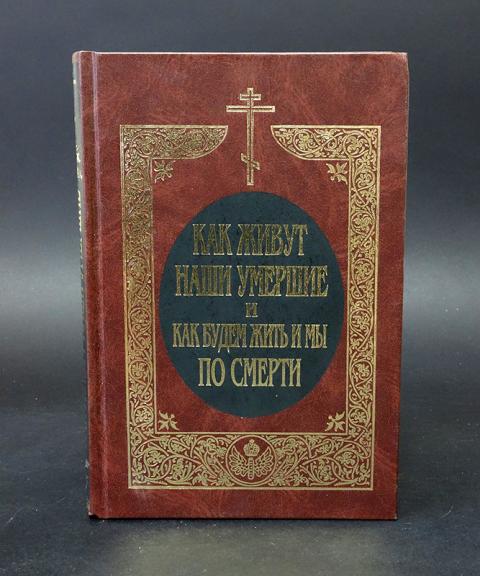 КАК ЖИВУТ
НАШИ УМЕРШИЕ
И
КАК БУДЕМ ЖИТЬ И МЫ
ПО СМЕРТИ